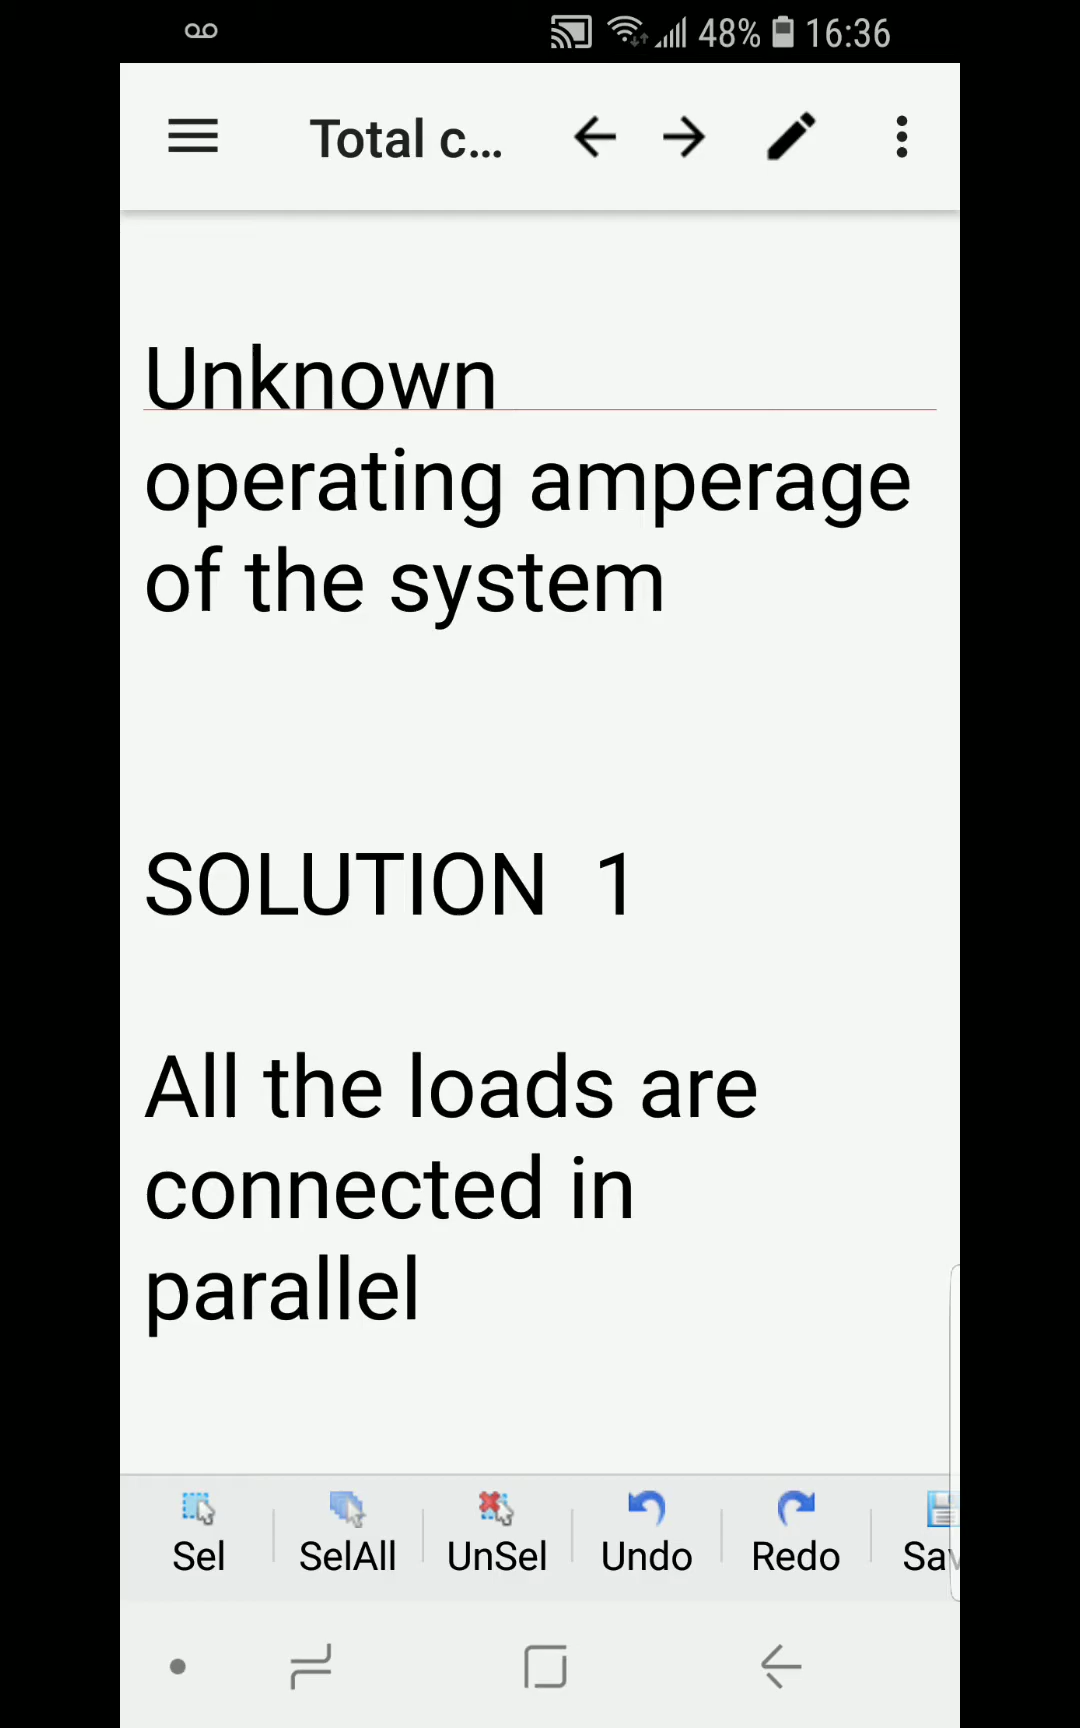 48% 16:36
Total c...
Unknown
operating amperage
of the system
SOLUTION 1
All the loads are
connected in
parallel
Sel SelAll UnSel Undo Redo Sav